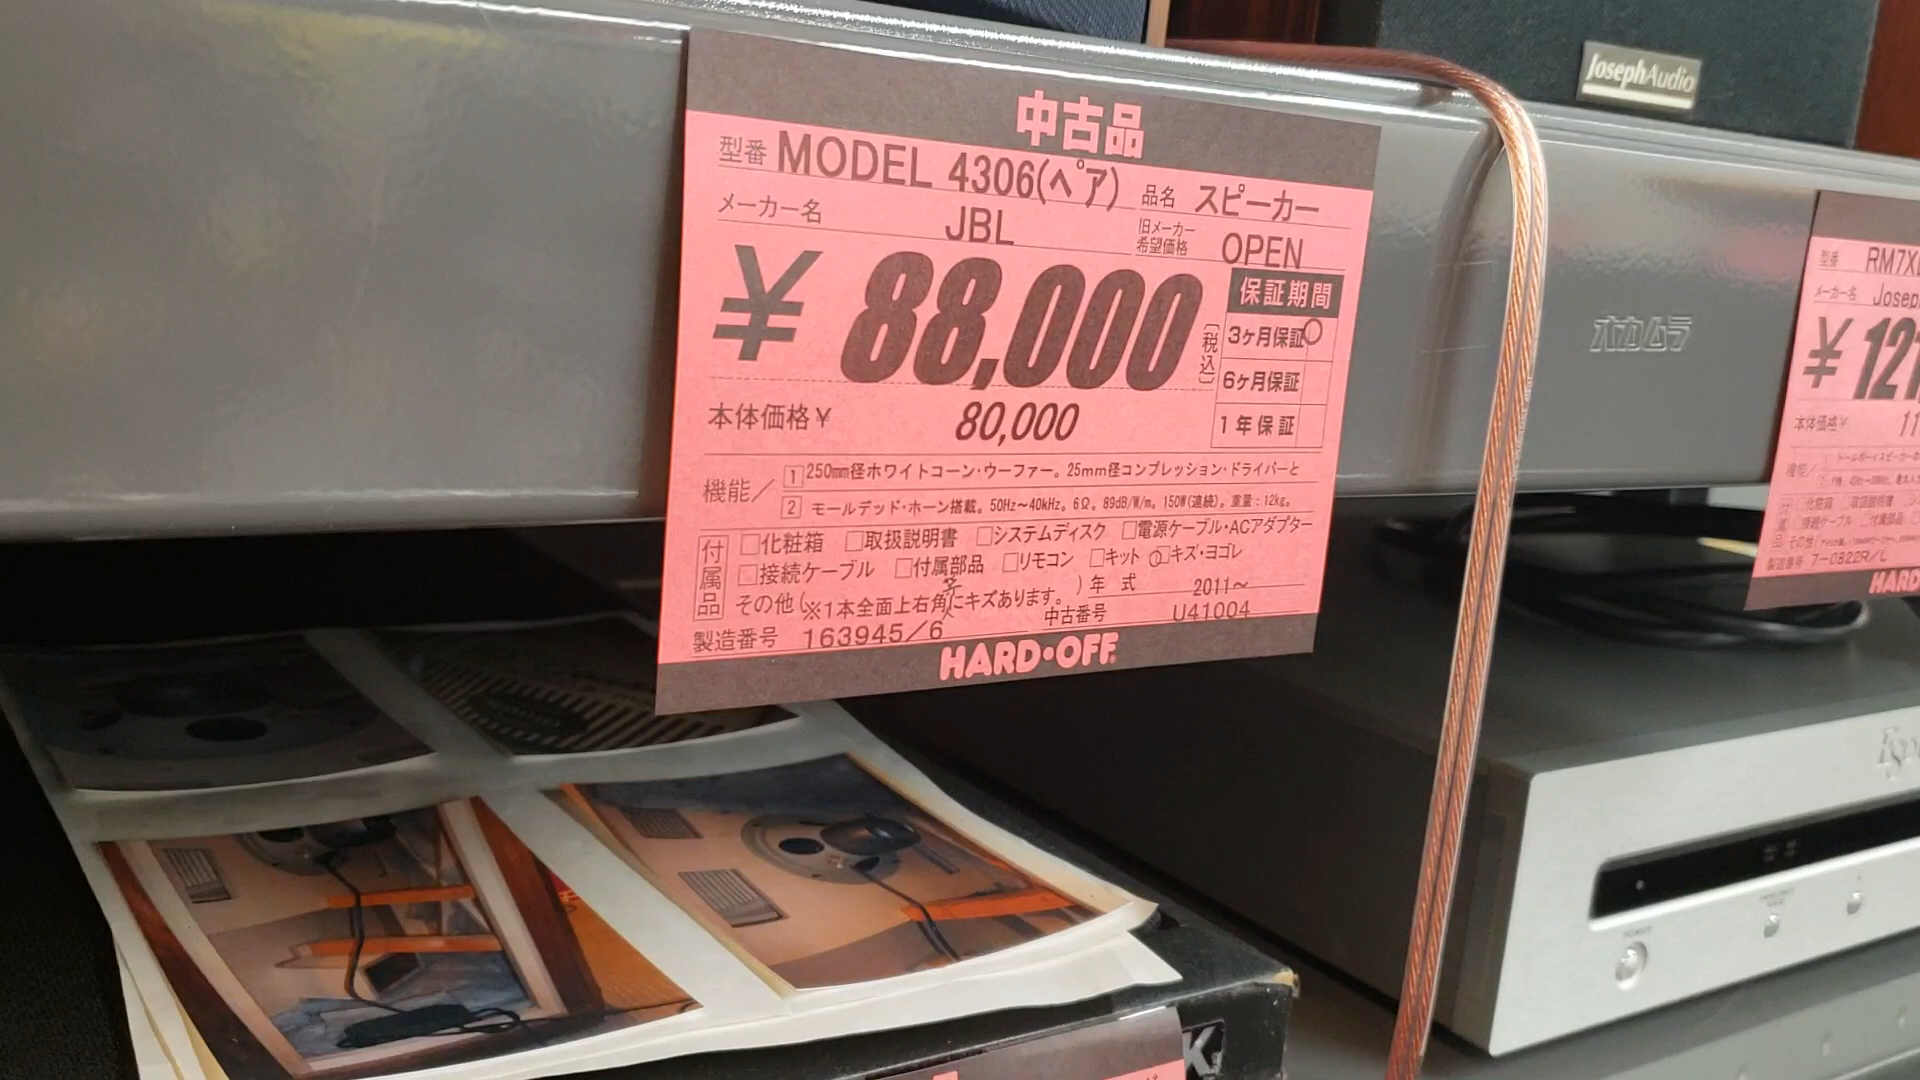 JosephAudio
中古品
型番 MODEL 4306(ペア) 品名 スピーカー
メーカー名 JBL 旧メーカー希望価格 OPEN
¥ 88,000 (税込)
保証期間
3ヶ月保証 ○
6ヶ月保証
1年保証
本体価格¥ 80,000
機能/ 1 250mm径ホワイトコーン・ウーファー。25mm径コンプレッション・ドライバーと
2 モールデッド・ホーン搭載。50Hz~40kHz。6Ω。89dB/W/m。150W(連続)。重量:12kg。
付属品 □化粧箱 □取扱説明書 □システムディスク □電源ケーブル・ACアダプター
□接続ケーブル □付属部品 □リモコン □キット □キズ・ヨゴレ
その他(※1本全面上右角にキズあります。) 年式 2011~
製造番号 163945/6 中古番号 U41004
HARD・OFF
オカムラ
型番 RM7X
メーカー名 Josep
¥ 121
本体価格¥ 11
機能
製造番号 7-0822R/L
HARD